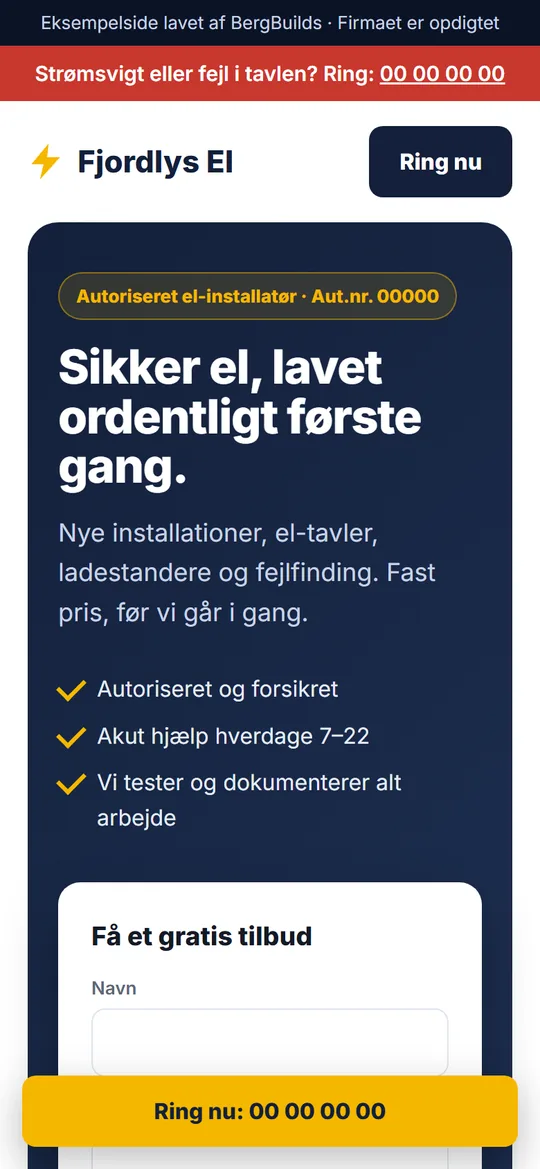 Eksempelside lavet af BergBuilds · Firmaet er opdigtet
Strømsvigt eller fejl i tavlen? Ring: 00 00 00 00
Fjordlys El
Ring nu
Autoriseret el-installatør · Aut.nr. 00000
Sikker el, lavet
ordentligt første
gang.
Nye installationer, el-tavler,
ladestandere og fejlfinding. Fast
pris, før vi går i gang.
Autoriseret og forsikret
Akut hjælp hverdage 7–22
Vi tester og dokumenterer alt
arbejde
Få et gratis tilbud
Navn
Ring nu: 00 00 00 00